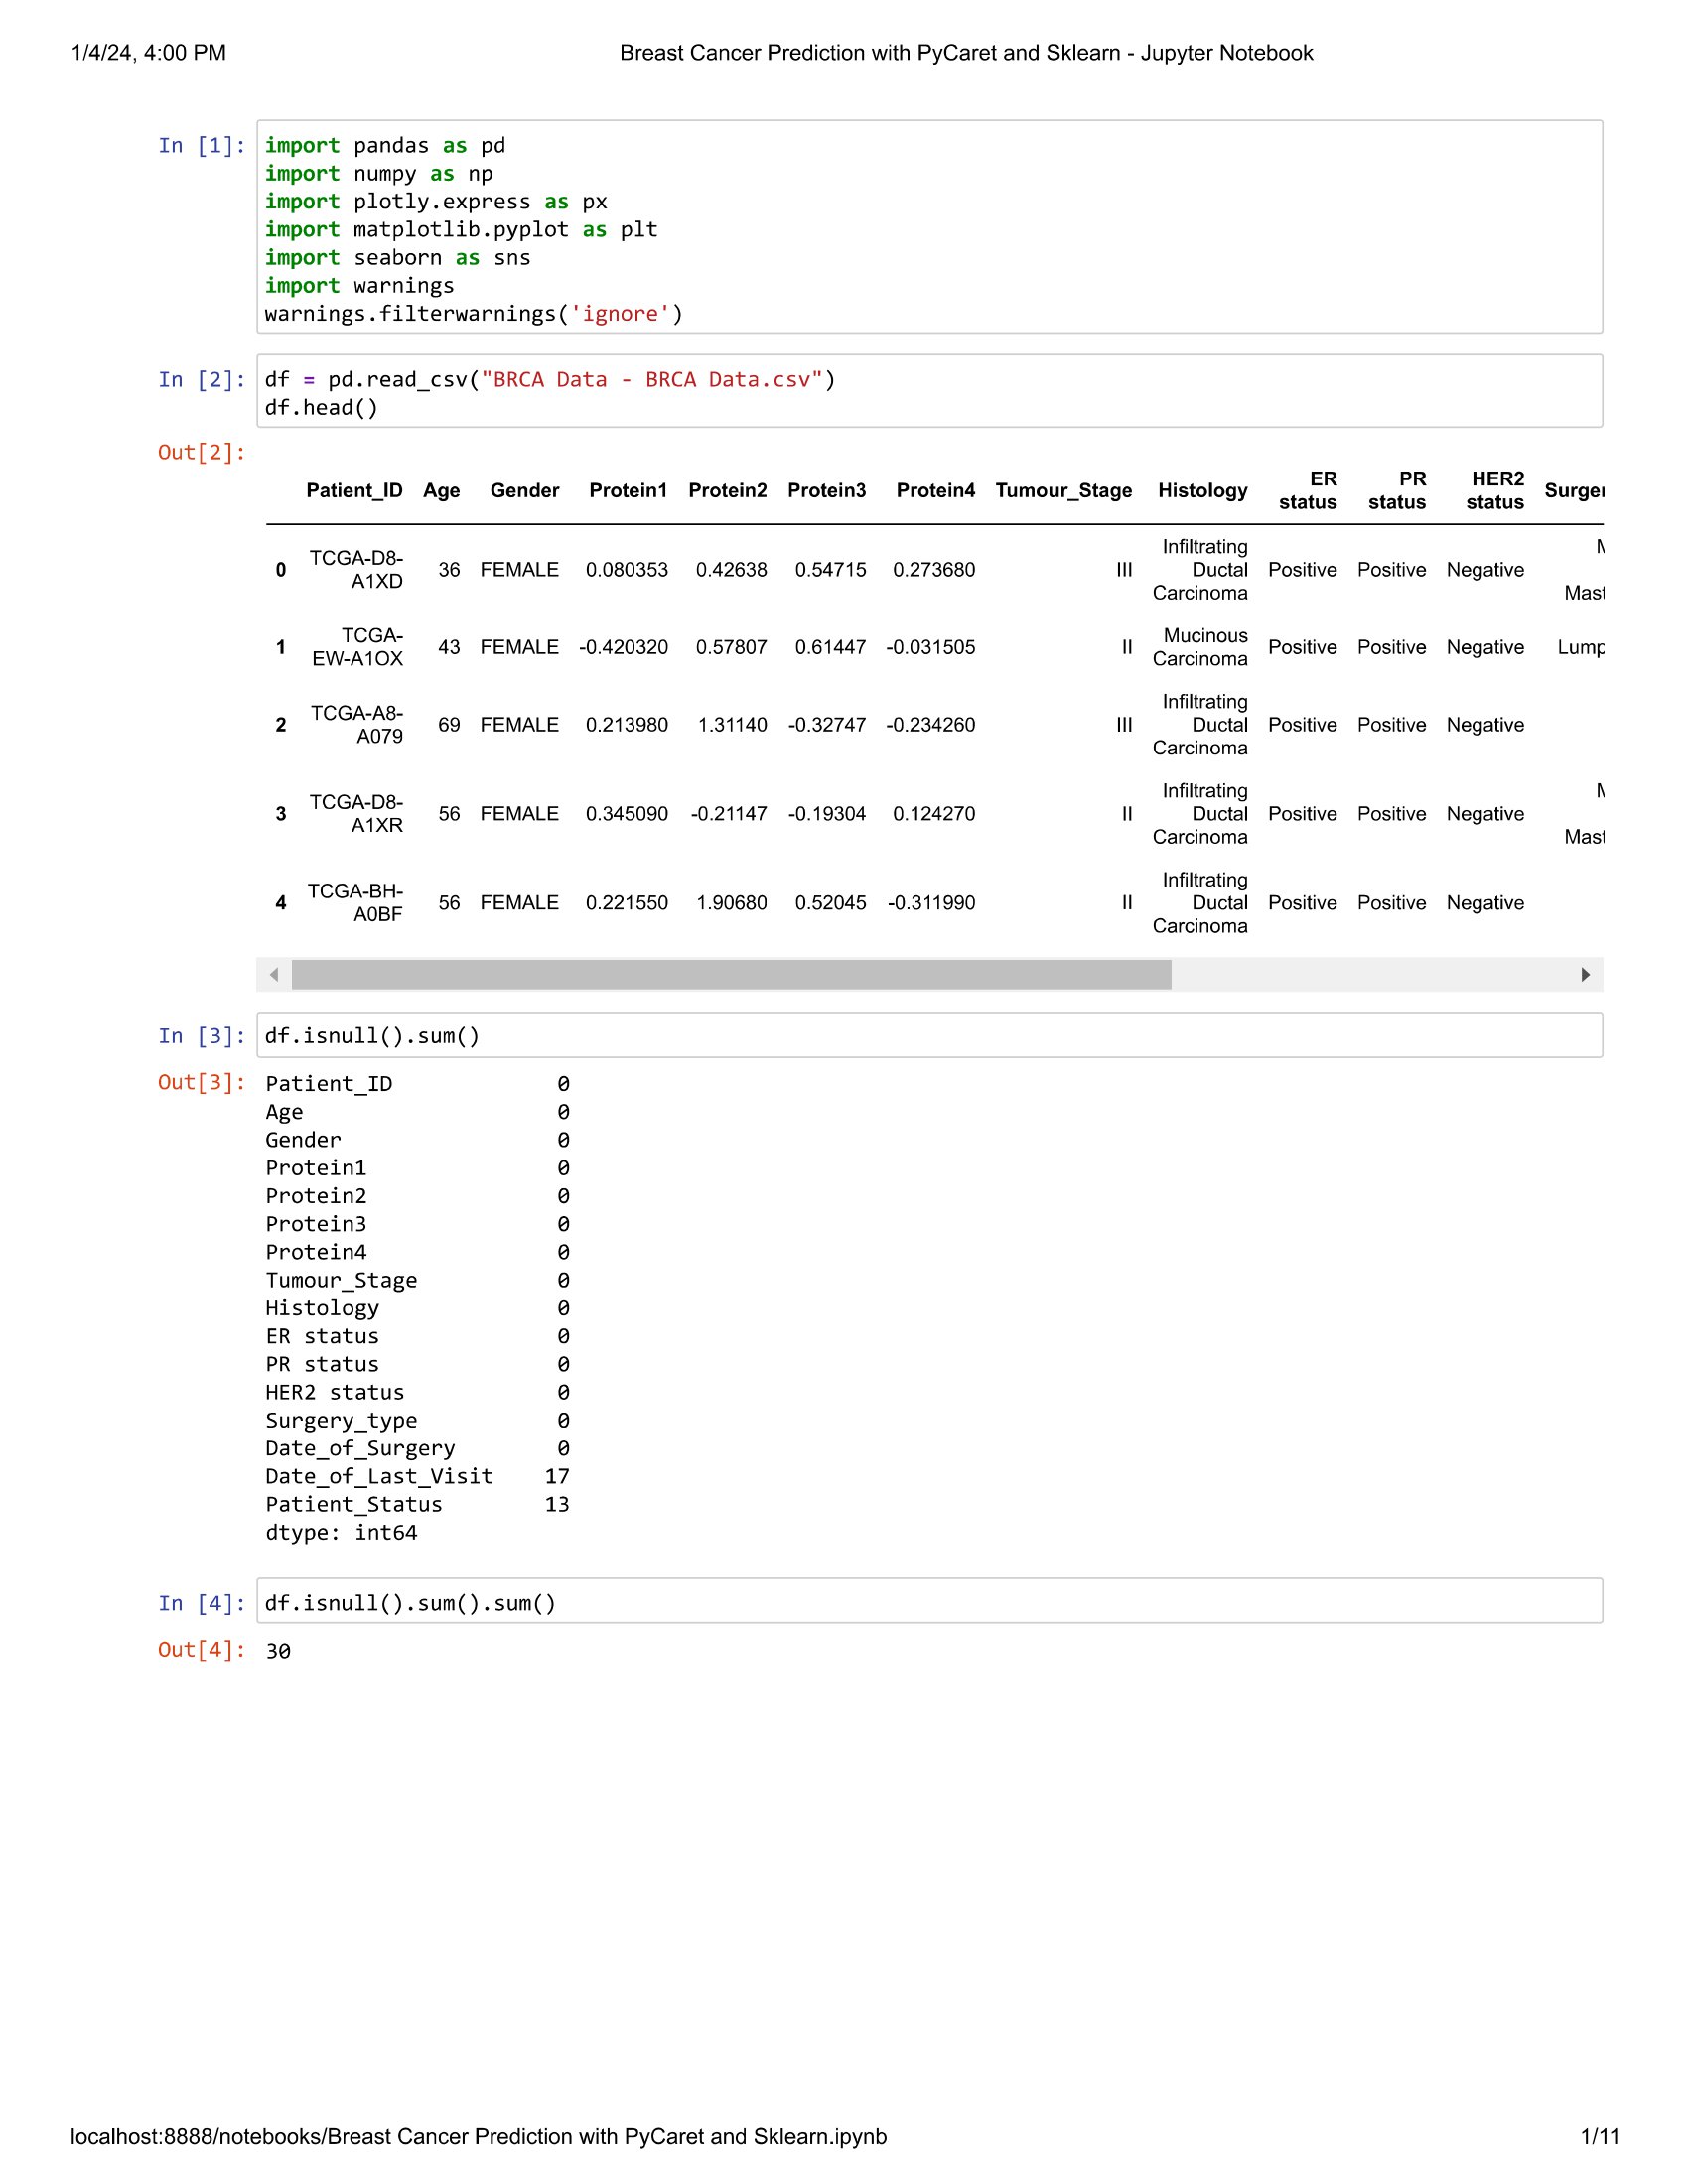 1/4/24, 4:00 PM Breast Cancer Prediction with PyCaret and Sklearn - Jupyter Notebook
In [1]: import pandas as pd
import numpy as np
import plotly.express as px
import matplotlib.pyplot as plt
import seaborn as sns
import warnings
warnings.filterwarnings('ignore')
In [2]: df = pd.read_csv("BRCA Data - BRCA Data.csv")
df.head()
Out[2]:
Patient_ID Age Gender Protein1 Protein2 Protein3 Protein4 Tumour_Stage Histology ER status PR status HER2 status
0 TCGA-D8-A1XD 36 FEMALE 0.080353 0.42638 0.54715 0.273680 III Infiltrating Ductal Carcinoma Positive Positive Negative
1 TCGA-EW-A1OX 43 FEMALE -0.420320 0.57807 0.61447 -0.031505 II Mucinous Carcinoma Positive Positive Negative
2 TCGA-A8-A079 69 FEMALE 0.213980 1.31140 -0.32747 -0.234260 III Infiltrating Ductal Carcinoma Positive Positive Negative
3 TCGA-D8-A1XR 56 FEMALE 0.345090 -0.21147 -0.19304 0.124270 II Infiltrating Ductal Carcinoma Positive Positive Negative
4 TCGA-BH-A0BF 56 FEMALE 0.221550 1.90680 0.52045 -0.311990 II Infiltrating Ductal Carcinoma Positive Positive Negative
In [3]: df.isnull().sum()
Out[3]: Patient_ID 0
Age 0
Gender 0
Protein1 0
Protein2 0
Protein3 0
Protein4 0
Tumour_Stage 0
Histology 0
ER status 0
PR status 0
HER2 status 0
Surgery_type 0
Date_of_Surgery 0
Date_of_Last_Visit 17
Patient_Status 13
dtype: int64
In [4]: df.isnull().sum().sum()
Out[4]: 30
localhost:8888/notebooks/Breast Cancer Prediction with PyCaret and Sklearn.ipynb 1/11